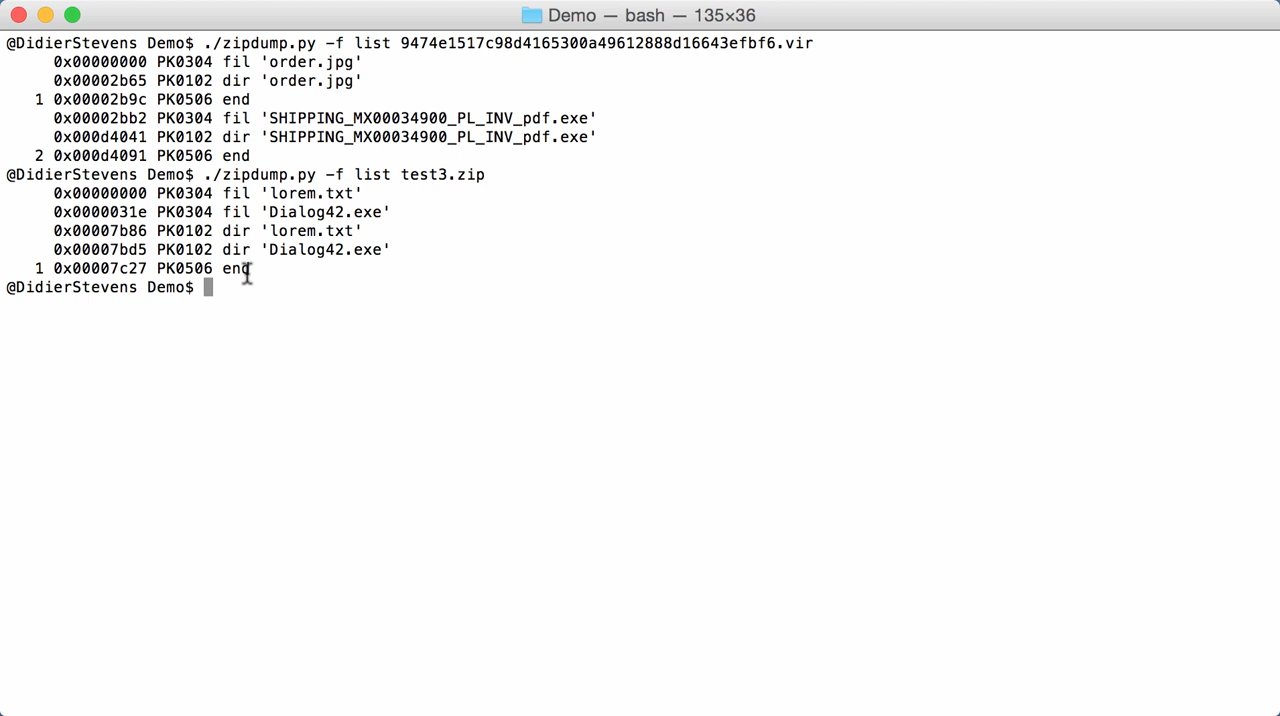 Demo — bash — 135×36
@DidierStevens Demo$ ./zipdump.py -f list 9474e1517c98d4165300a49612888d16643efbf6.vir
0x00000000 PK0304 fil 'order.jpg'
0x00002b65 PK0102 dir 'order.jpg'
1 0x00002b9c PK0506 end
0x00002bb2 PK0304 fil 'SHIPPING_MX00034900_PL_INV_pdf.exe'
0x000d4041 PK0102 dir 'SHIPPING_MX00034900_PL_INV_pdf.exe'
2 0x000d4091 PK0506 end
@DidierStevens Demo$ ./zipdump.py -f list test3.zip
0x00000000 PK0304 fil 'lorem.txt'
0x0000031e PK0304 fil 'Dialog42.exe'
0x00007b86 PK0102 dir 'lorem.txt'
0x00007bd5 PK0102 dir 'Dialog42.exe'
1 0x00007c27 PK0506 end
@DidierStevens Demo$